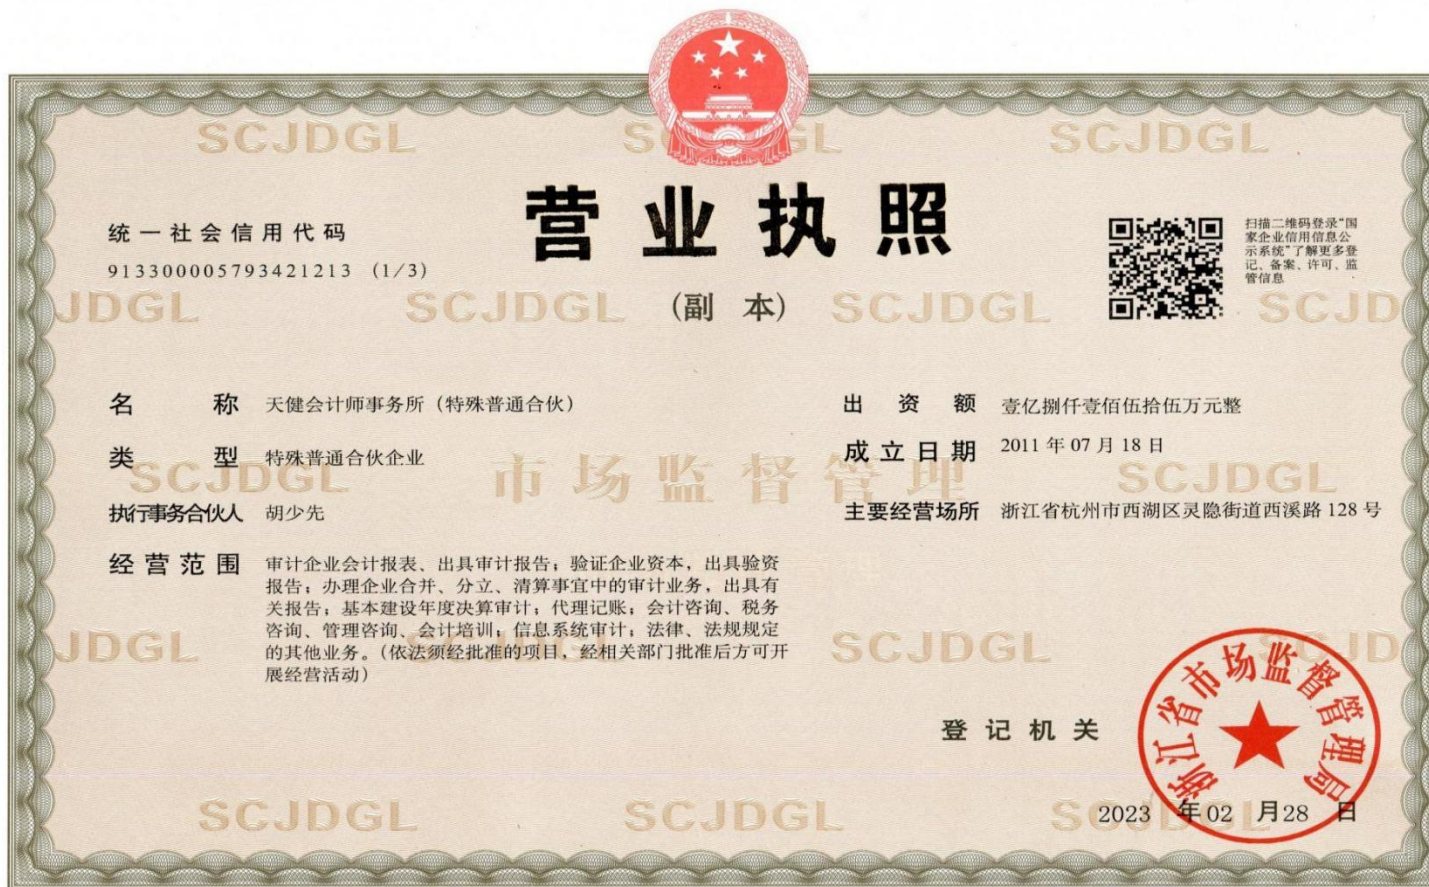 SCJDGL SCJDGL SCJDGL
营业执照
(副 本)
统一社会信用代码
913300005793421213 (1/3)
扫描二维码登录“国
家企业信用信息公
示系统”了解更多登
记、备案、许可、监
管信息
JDGL SCJDGL SCJDGL SCJD
名 称 天健会计师事务所（特殊普通合伙）
类 型 特殊普通合伙企业
执行事务合伙人 胡少先
经营范围 审计企业会计报表、出具审计报告；验证企业资本，出具验资
报告；办理企业合并、分立、清算事宜中的审计业务，出具有
关报告；基本建设年度决算审计；代理记账；会计咨询、税务
咨询、管理咨询、会计培训；信息系统审计；法律、法规规定
的其他业务。（依法须经批准的项目，经相关部门批准后方可开
展经营活动）
出 资 额 壹亿捌仟壹佰伍拾伍万元整
成立日期 2011 年 07 月 18 日
主要经营场所 浙江省杭州市西湖区灵隐街道西溪路 128 号
SCJDGL 市场监督管理 SCJDGL
JDGL SCJDGL SCJDGL SCJD
登记机关
浙江省市场监督管理局
2023 年 02 月 28 日
SCJDGL SCJDGL SCJDGL